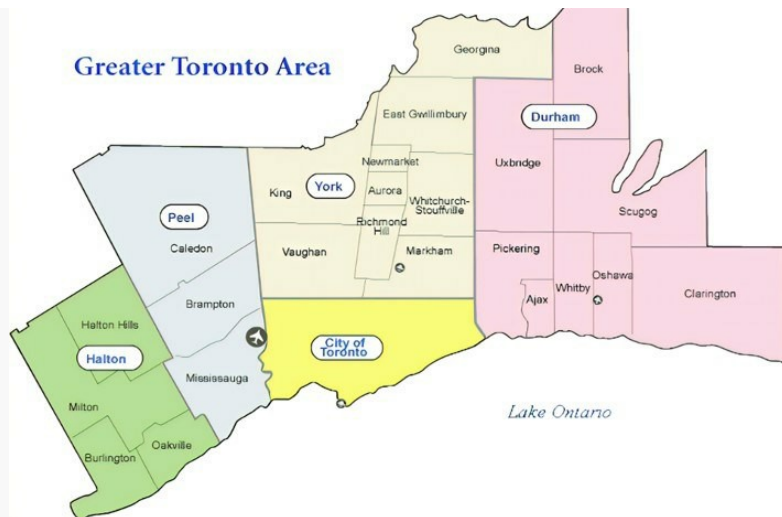 Greater Toronto Area
Georgina
Brock
East Gwillimbury
Durham
Newmarket
Uxbridge
King
York
Aurora
Whitchurch-
Stouffville
Scugog
Peel
Richmond
Hill
Caledon
Vaughan
Markham
Pickering
Oshawa
Whitby
Ajax
Clarington
Brampton
Halton Hills
City of
Toronto
Halton
Mississauga
Milton
Lake Ontario
Oakville
Burlington